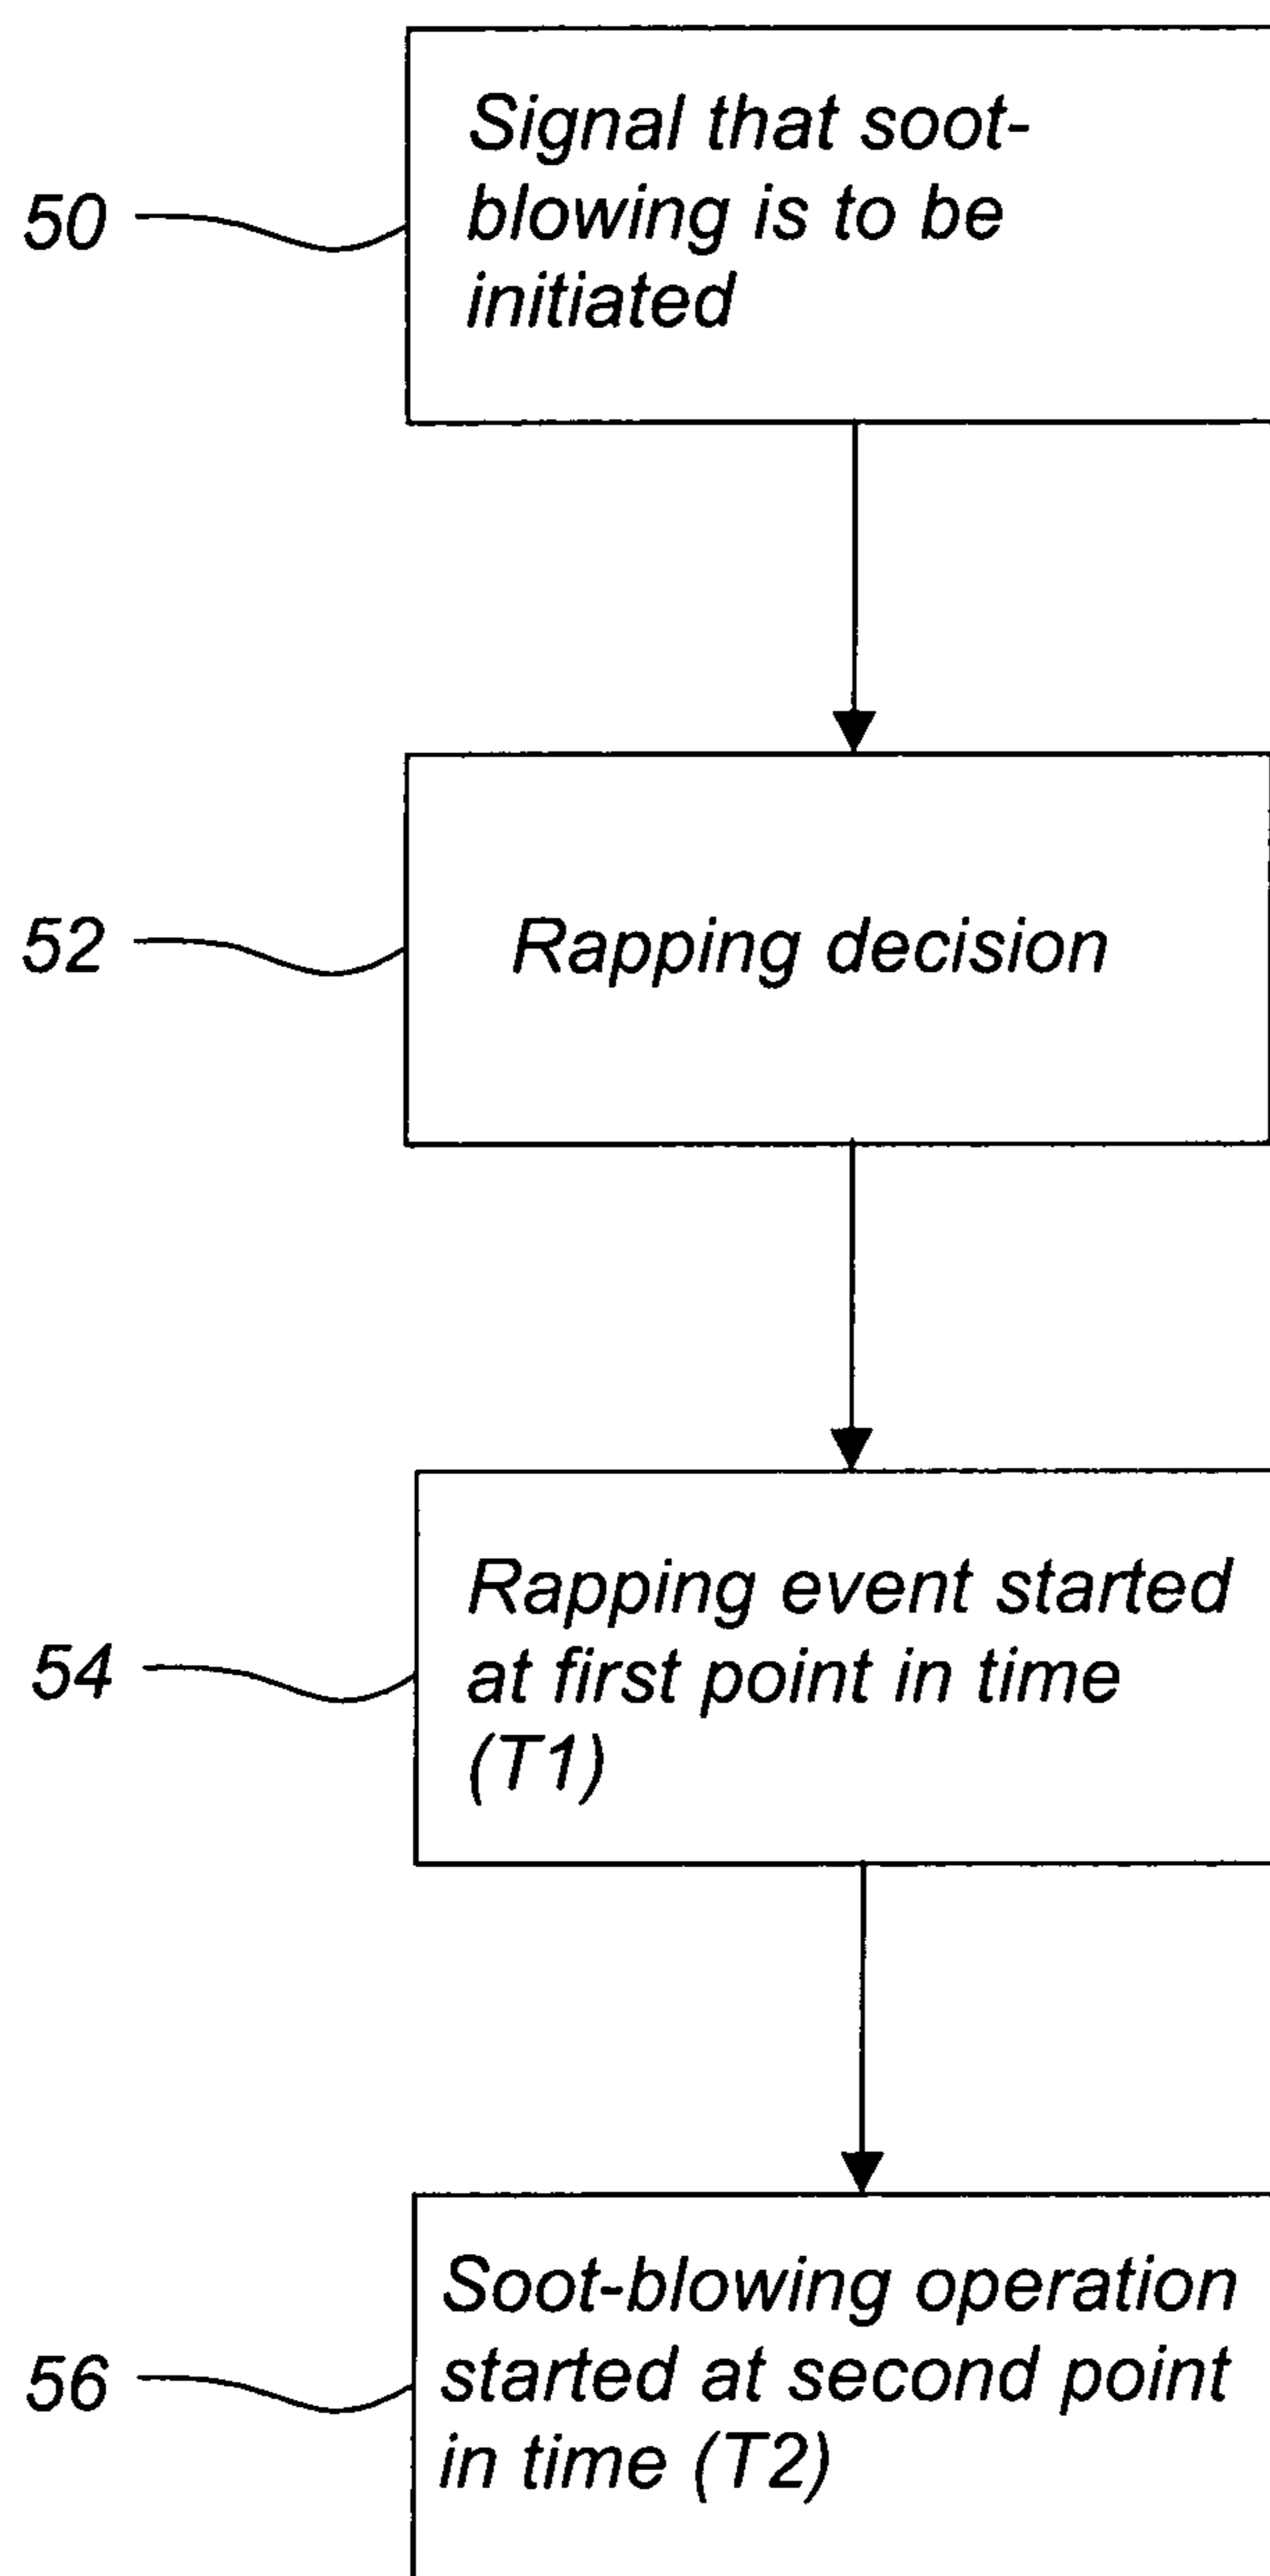 50
Signal that soot-
blowing is to be
initiated
52
Rapping decision
54
Rapping event started
at first point in time
(T1)
56
Soot-blowing operation
started at second point
in time (T2)